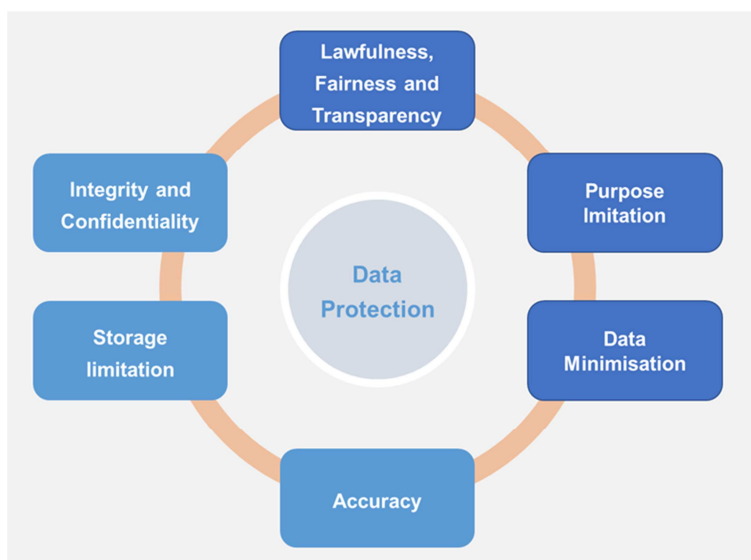 Lawfulness,
Fairness and
Transparency
Integrity and
Confidentiality
Purpose
Imitation
Data
Protection
Storage
limitation
Data
Minimisation
Accuracy